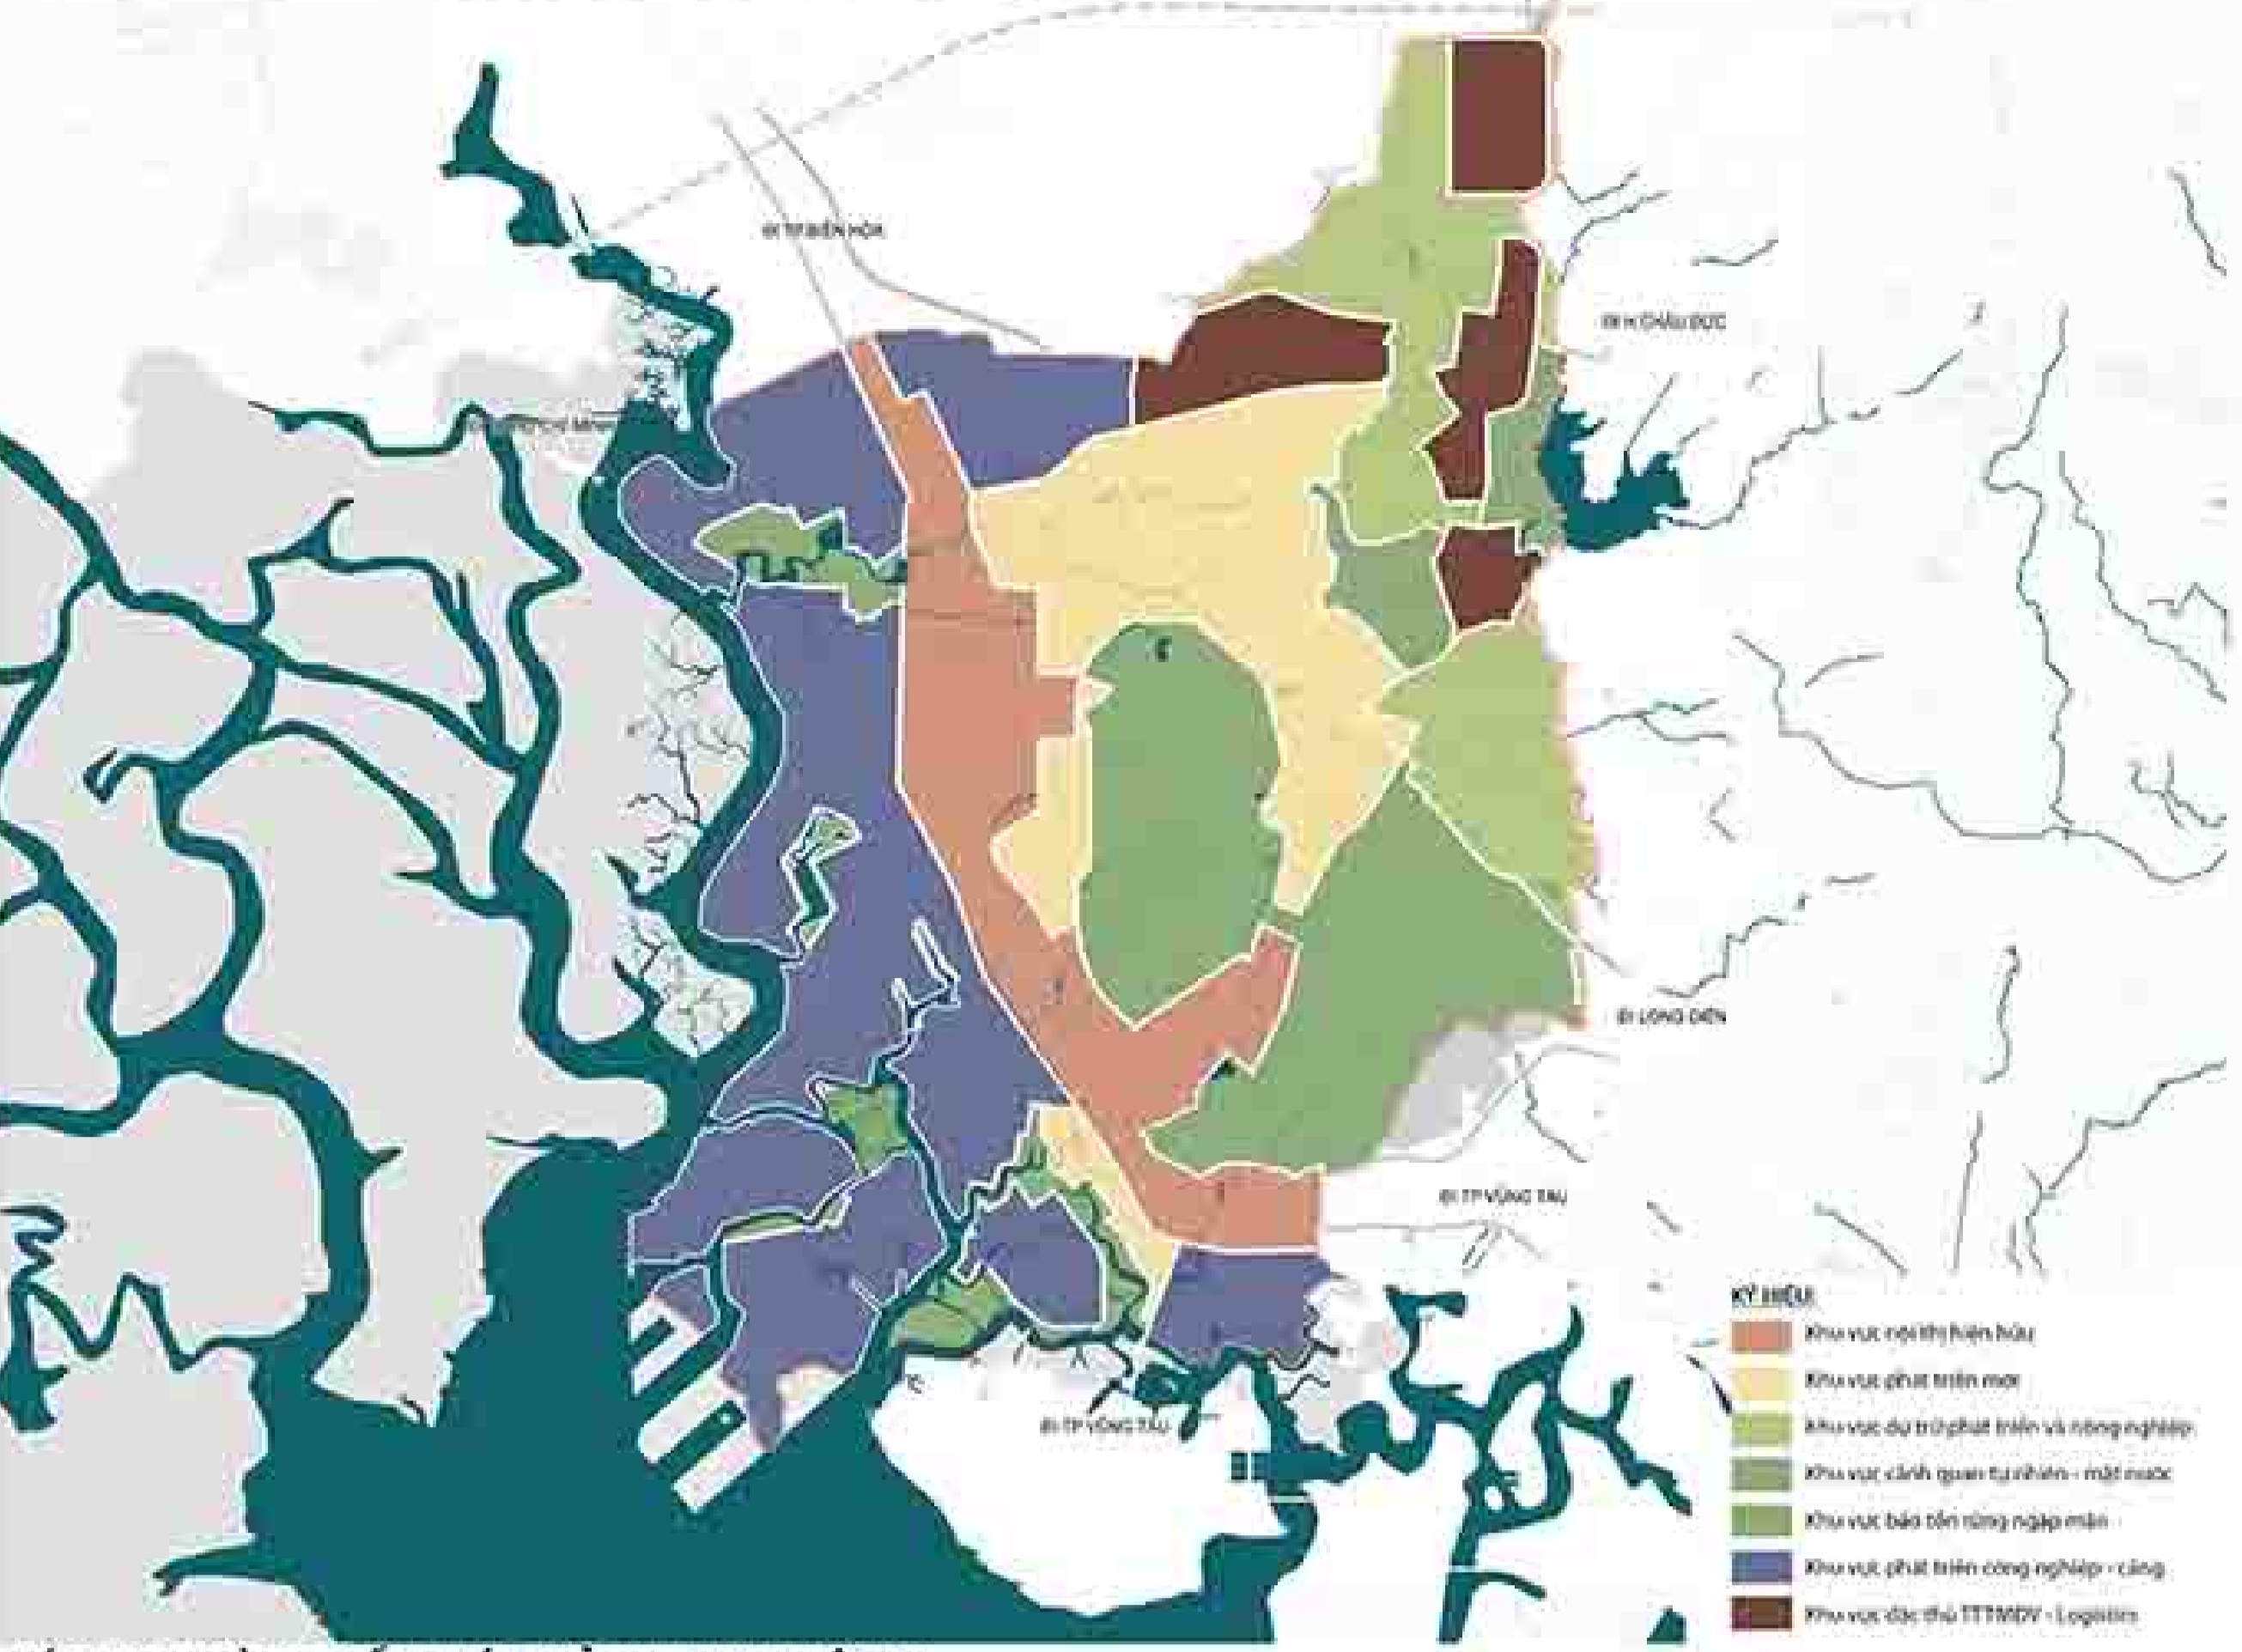 ĐI TP.BIÊN HÒA
ĐI H.CHÂU ĐỨC
ĐI LONG ĐIỀN
ĐI TP VŨNG TÀU
ĐI TP VŨNG TÀU
KÝ HIỆU:
Khu vực nội thị hiện hữu
Khu vực phát triển mới
Khu vực dự trữ phát triển và nông nghiệp
Khu vực cảnh quan tự nhiên - mặt nước
Khu vực bảo tồn rừng ngập mặn
Khu vực phát triển công nghiệp - cảng
Khu vực đặc thù TTTMDV - Logistics